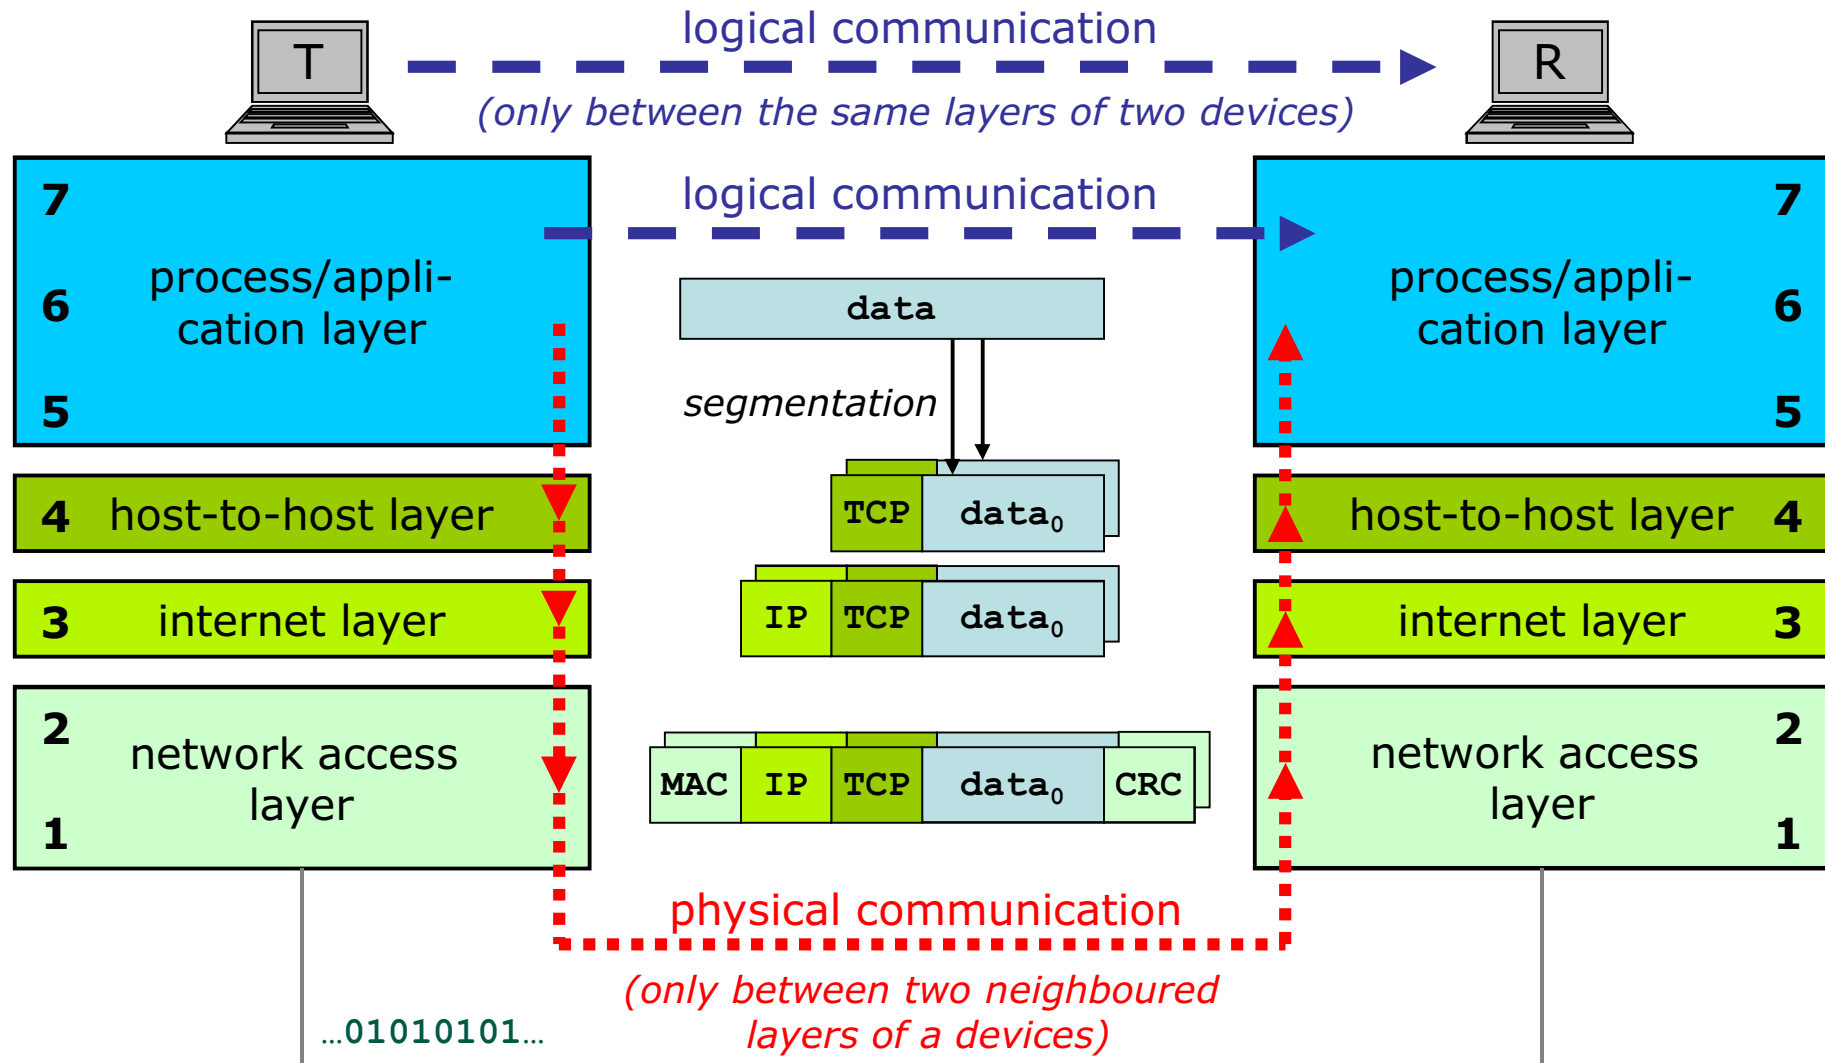 T
logical communication
R
(only between the same layers of two devices)
7
logical communication
7
process/appli-
cation layer
6
data
process/appli-
cation layer
6
5
segmentation
5
4 host-to-host layer
TCP data₀
host-to-host layer 4
3 internet layer
IP TCP data₀
internet layer 3
2
network access
layer
1
MAC IP TCP data₀ CRC
2
network access
layer
1
physical communication
(only between two neighboured
layers of a devices)
...01010101...